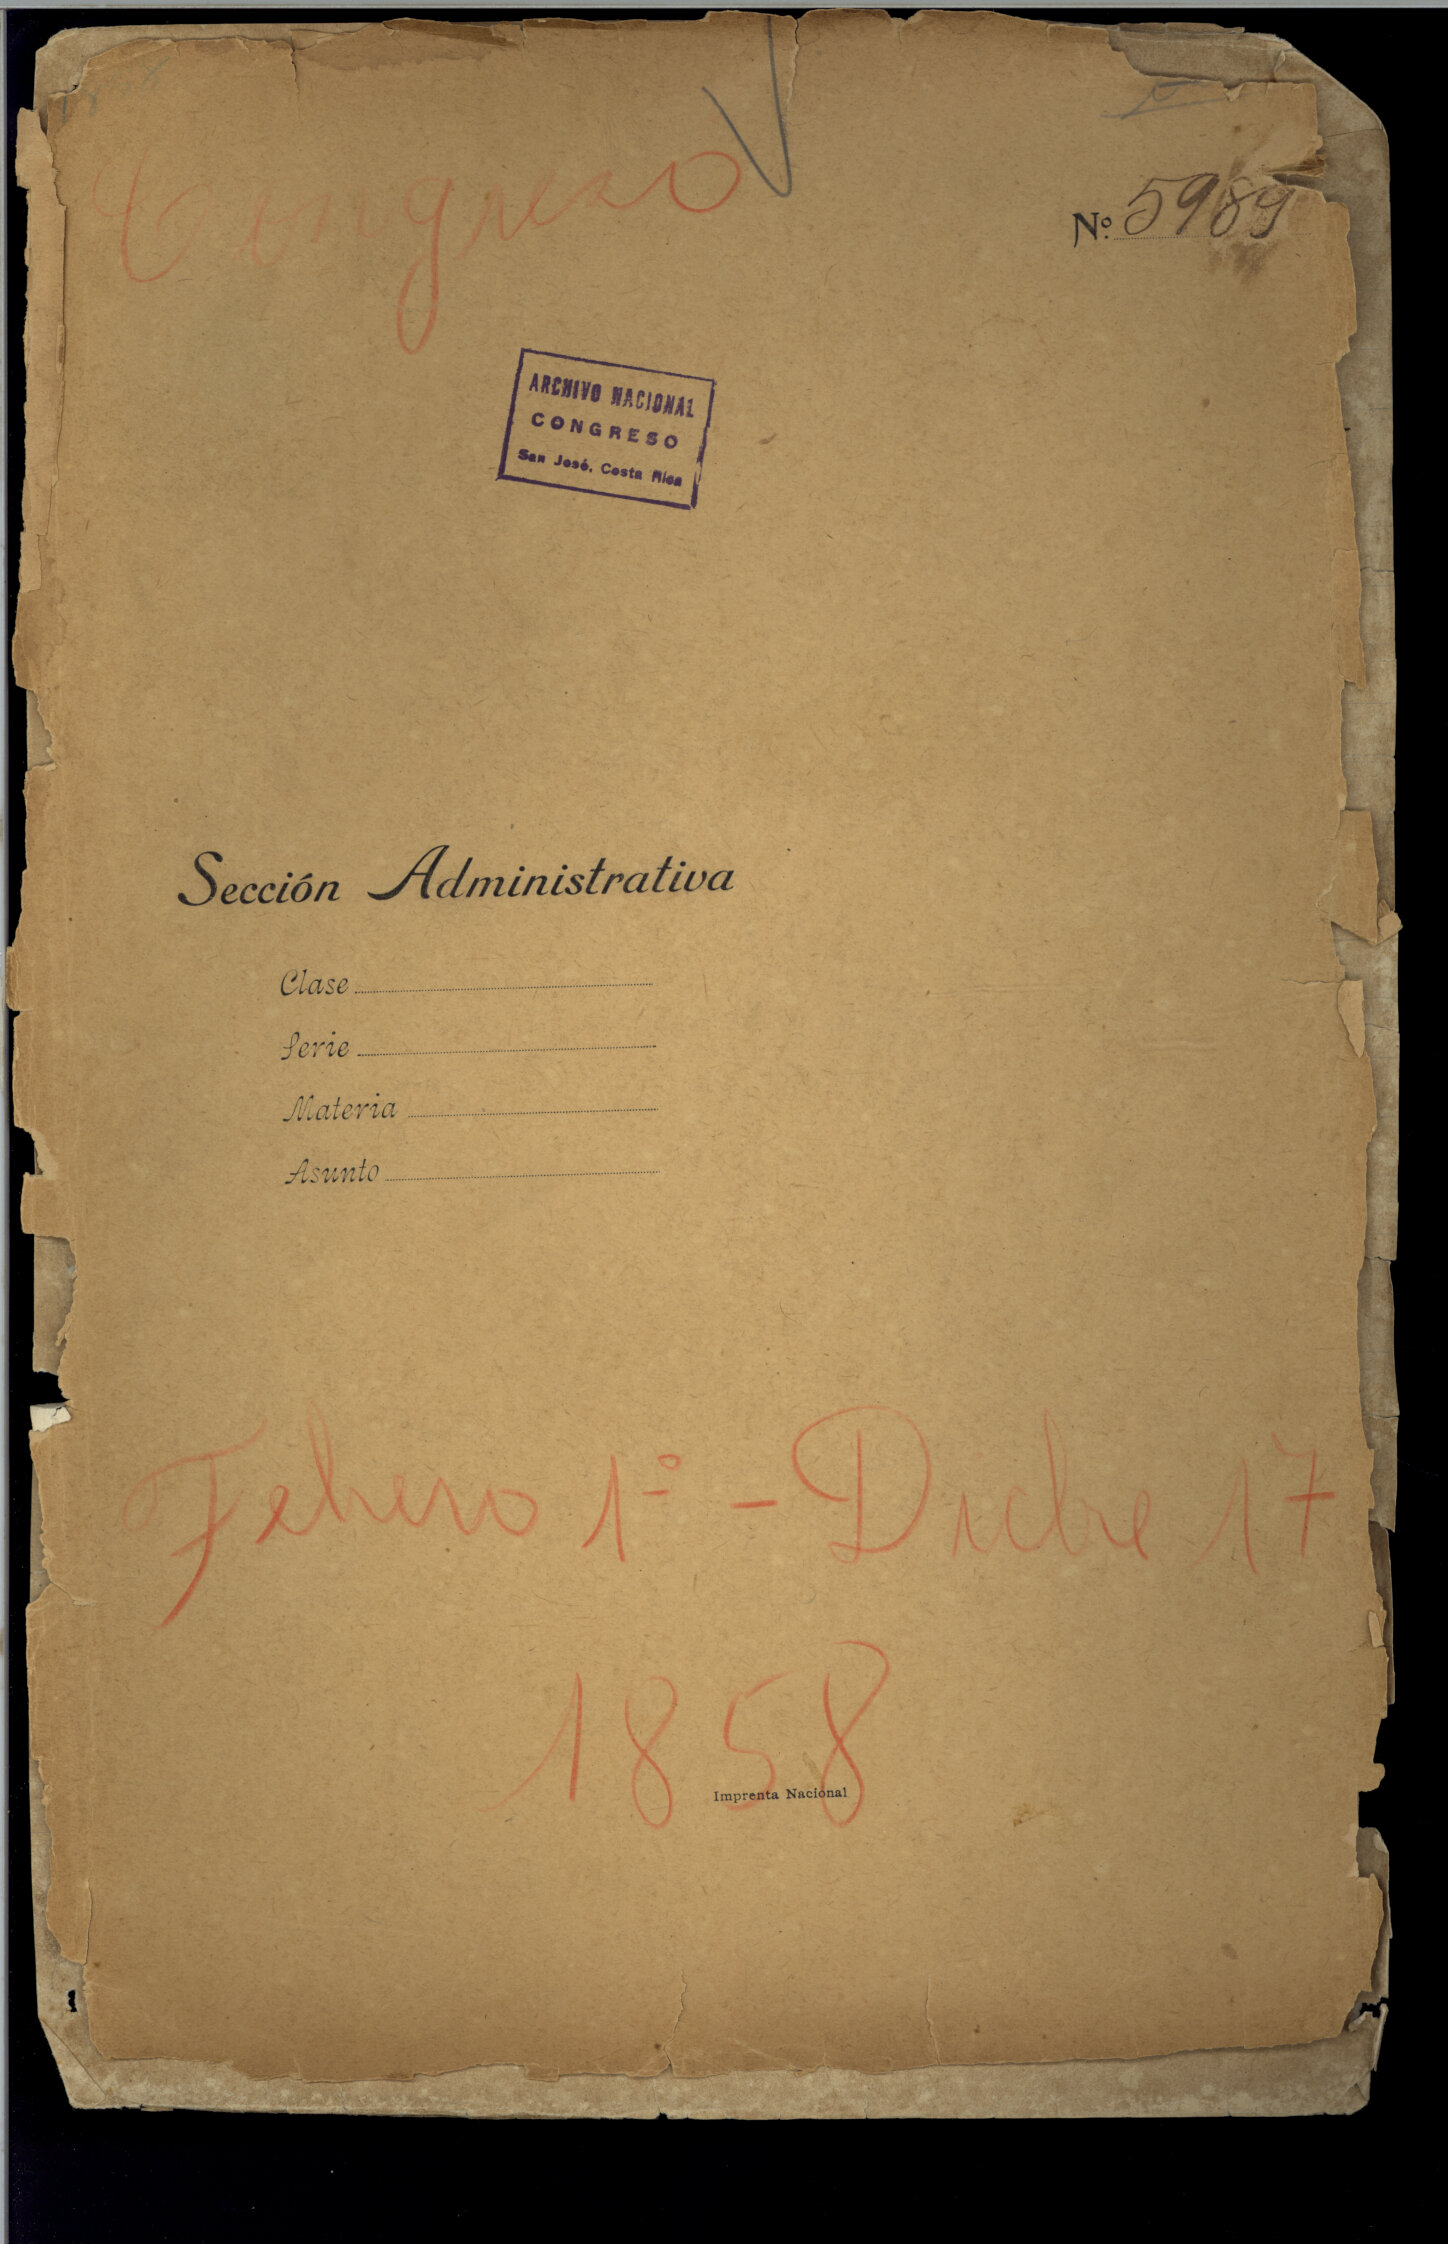 Congreso
Nº 5989
ARCHIVO NACIONAL
CONGRESO
San José, Costa Rica
Sección Administrativa
Clase
Serie
Materia
Asunto
Febrero 1º - Dicbre 17
1858
Imprenta Nacional